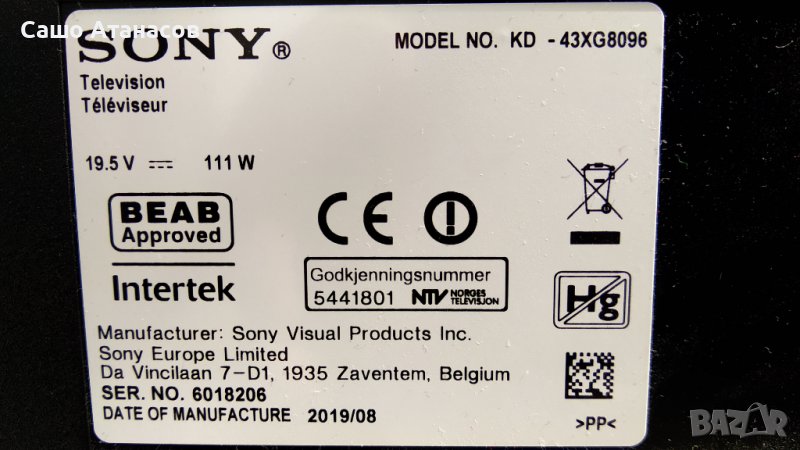 Сашо Атанасов
SONY®
MODEL NO. KD - 43XG8096
Television
Téléviseur
19.5 V ⎓ 111 W
BEAB
Approved
Intertek
CE
Godkjenningsnummer
5441801 NTV NORGES TELEVISJON
Hg
Manufacturer: Sony Visual Products Inc.
Sony Europe Limited
Da Vincilaan 7-D1, 1935 Zaventem, Belgium
SER. NO. 6018206
DATE OF MANUFACTURE 2019/08
>PP<
BAZAR